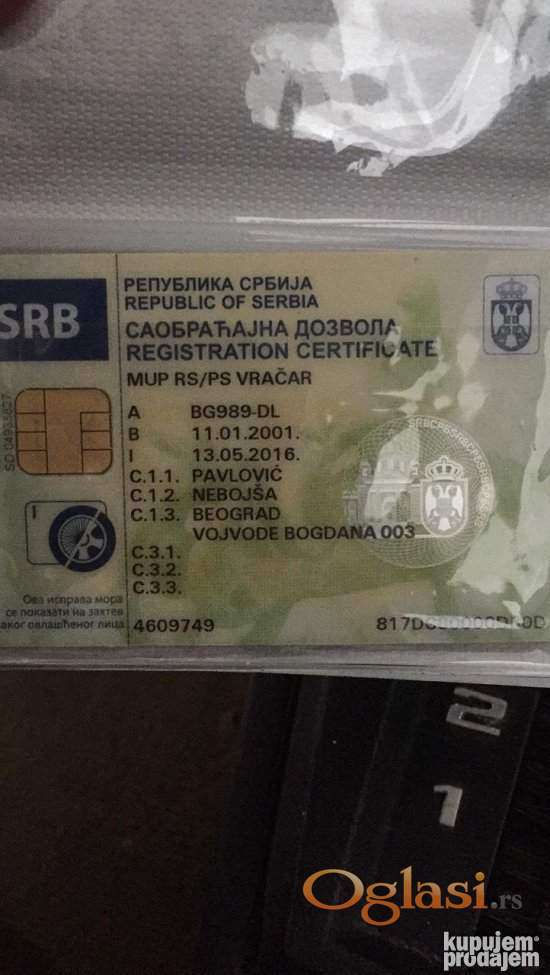 SRB
РЕПУБЛИКА СРБИЈА
REPUBLIC OF SERBIA
САОБРАЋАЈНА ДОЗВОЛА
REGISTRATION CERTIFICATE
MUP RS/PS VRAČAR
A BG989-DL
B 11.01.2001.
I 13.05.2016.
C.1.1. PAVLOVIĆ
C.1.2. NEBOJŠA
C.1.3. BEOGRAD
VOJVODE BOGDANA 003
C.3.1.
C.3.2.
C.3.3.
Ова исправа мора
се показати на захтев
лица
4609749
2
1
Oglasi.rs
kupujem
prodajem